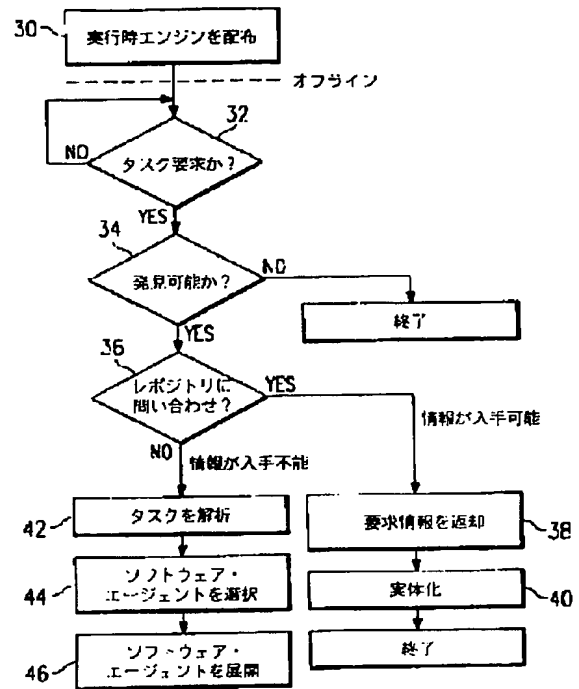 30
実行時エンジンを配布
オフライン
32
NO
タスク要求か？
YES
34
発見可能か？
NO
終了
YES
36
レポジトリに
問い合わせ？
YES
情報が入手可能
NO
情報が入手不能
42
タスクを解析
要求情報を返却
38
44
ソフトウェア・
エージェントを選択
実体化
40
46
ソフトウェア・
エージェントを展開
終了